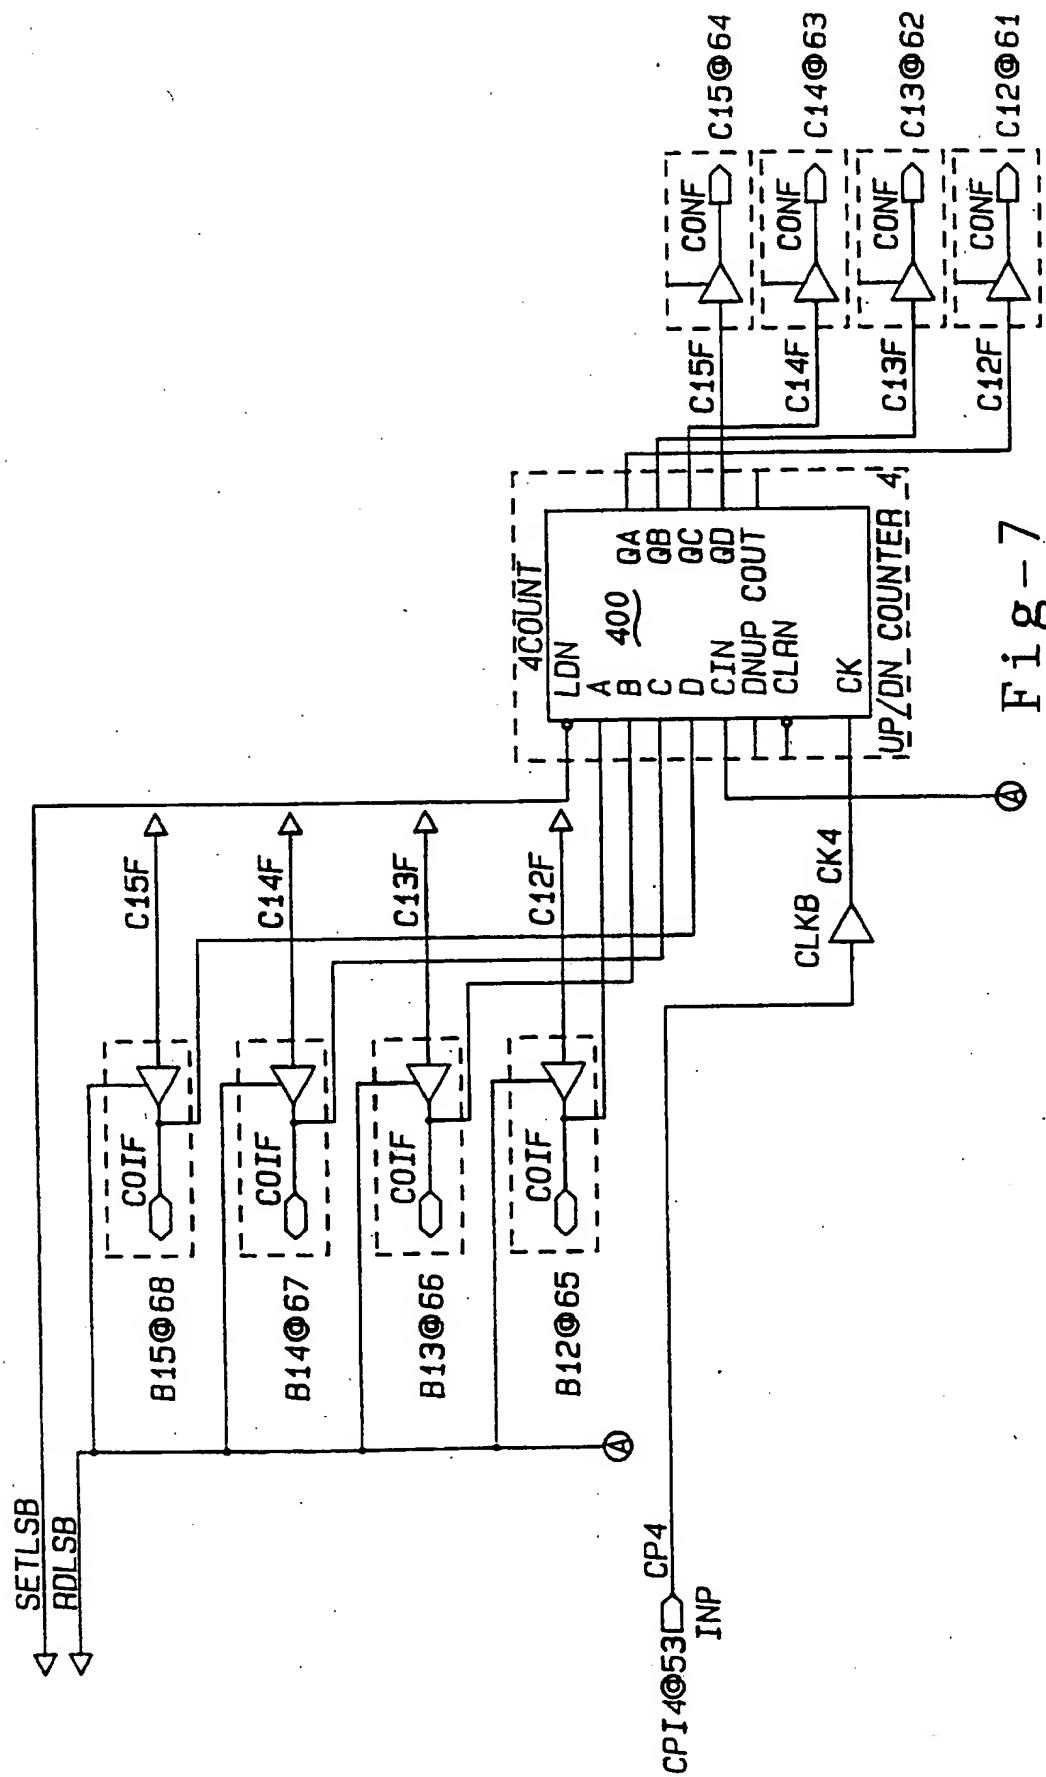 SETLSB
RDLSB
B15@68
COIF
C15F
B14@67
COIF
C14F
B13@66
COIF
C13F
B12@65
COIF
C12F
A
CPI4@53
INP
CP4
CLKB
CK4
A
4COUNT
LDN
A
B
C
D
CIN
DNUP
CLRN
CK
400
QA
QB
QC
QD
COUT
UP/DN COUNTER 4
C15F
CONF
C15@64
C14F
CONF
C14@63
C13F
CONF
C13@62
C12F
CONF
C12@61
Fig-7